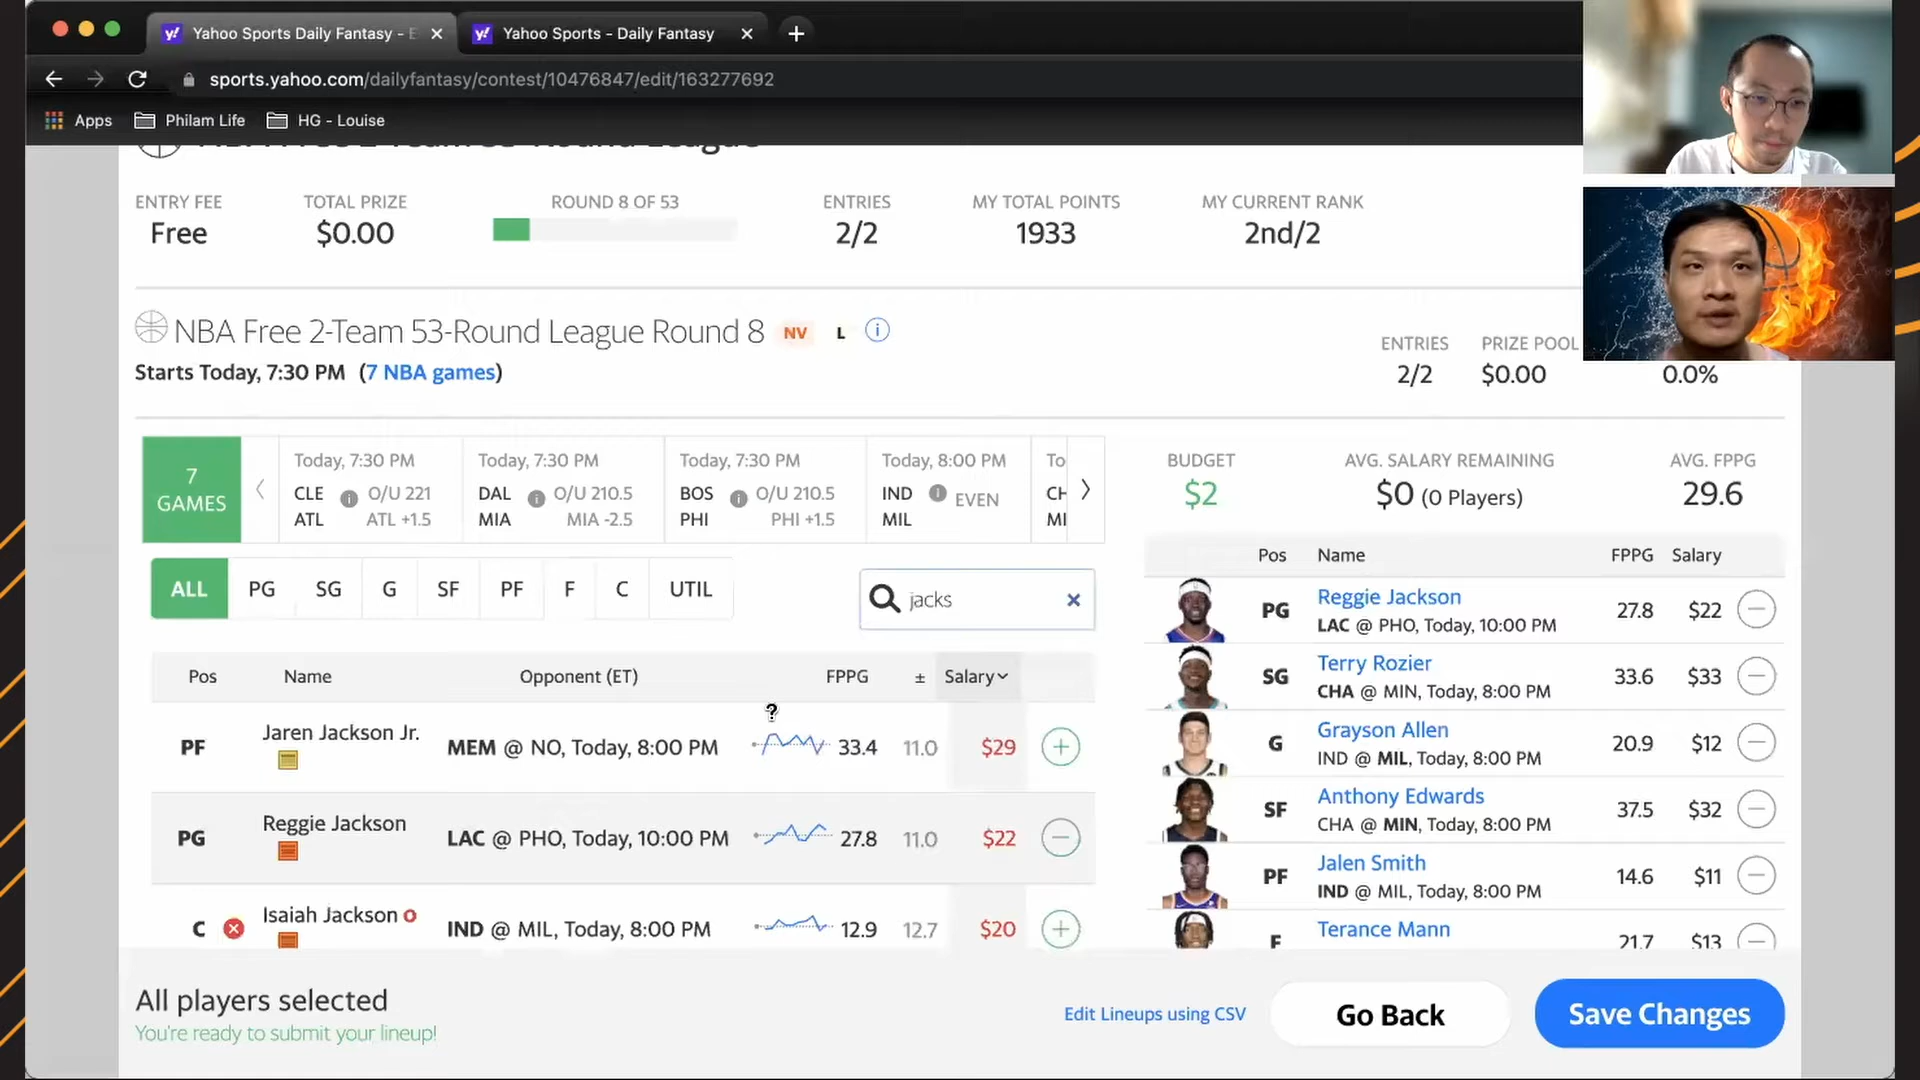 Yahoo Sports Daily Fantasy - E
Yahoo Sports - Daily Fantasy
sports.yahoo.com/dailyfantasy/contest/10476847/edit/163277692
Apps
Philam Life
HG - Louise
ENTRY FEE
Free
TOTAL PRIZE
$0.00
ROUND 8 OF 53
ENTRIES
2/2
MY TOTAL POINTS
1933
MY CURRENT RANK
2nd/2
NBA Free 2-Team 53-Round League Round 8 NV L
Starts Today, 7:30 PM (7 NBA games)
ENTRIES
2/2
PRIZE POOL
$0.00
0.0%
7
GAMES
Today, 7:30 PM
CLE O/U 221
ATL ATL +1.5
Today, 7:30 PM
DAL O/U 210.5
MIA MIA -2.5
Today, 7:30 PM
BOS O/U 210.5
PHI PHI +1.5
Today, 8:00 PM
IND EVEN
MIL
To
CH
MI
BUDGET
$2
AVG. SALARY REMAINING
$0 (0 Players)
AVG. FPPG
29.6
ALL PG SG G SF PF F C UTIL
jacks
Pos Name Opponent (ET) FPPG ± Salary
PF Jaren Jackson Jr. MEM @ NO, Today, 8:00 PM 33.4 11.0 $29
PG Reggie Jackson LAC @ PHO, Today, 10:00 PM 27.8 11.0 $22
C Isaiah Jackson O IND @ MIL, Today, 8:00 PM 12.9 12.7 $20
Pos Name FPPG Salary
PG Reggie Jackson 27.8 $22
LAC @ PHO, Today, 10:00 PM
SG Terry Rozier 33.6 $33
CHA @ MIN, Today, 8:00 PM
G Grayson Allen 20.9 $12
IND @ MIL, Today, 8:00 PM
SF Anthony Edwards 37.5 $32
CHA @ MIN, Today, 8:00 PM
PF Jalen Smith 14.6 $11
IND @ MIL, Today, 8:00 PM
F Terance Mann 21.7 $13
All players selected
You're ready to submit your lineup!
Edit Lineups using CSV
Go Back
Save Changes